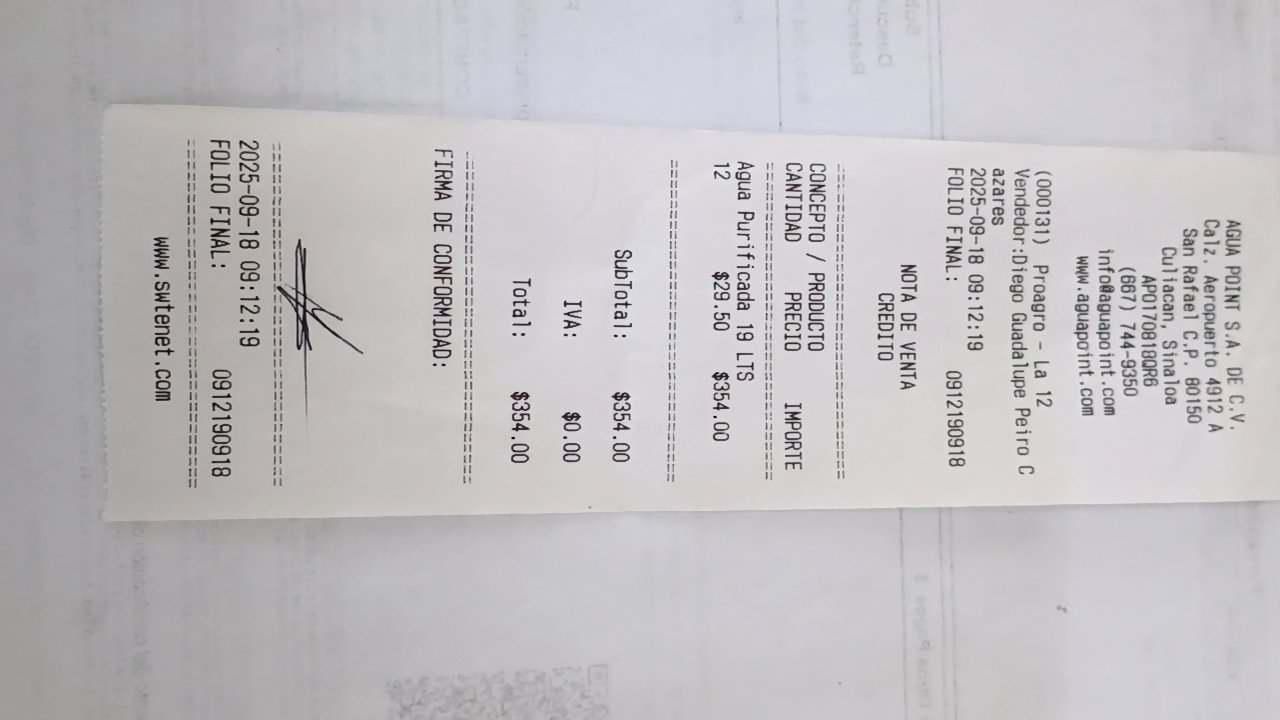 AGUA POINT S.A. DE C.V.
Calz. Aeropuerto 4912 A
San Rafael C.P. 80150
Culiacan, Sinaloa
APO170818QR6
(667) 744-9350
info@aguapoint.com
www.aguapoint.com
(000131) Proagro - La 12
Vendedor:Diego Guadalupe Peiro C
azares
2025-09-18 09:12:19
FOLIO FINAL: 0912190918
NOTA DE VENTA
CREDITO
CONCEPTO / PRODUCTO
CANTIDAD PRECIO IMPORTE
Agua Purificada 19 LTS
12 $29.50 $354.00
SubTotal: $354.00
IVA: $0.00
Total: $354.00
FIRMA DE CONFORMIDAD:
2025-09-18 09:12:19
FOLIO FINAL: 0912190918
www.swtenet.com